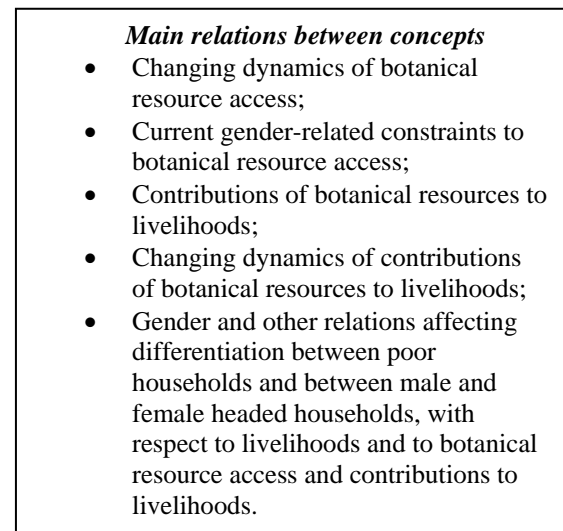 Main relations between concepts
• Changing dynamics of botanical
resource access;
• Current gender-related constraints to
botanical resource access;
• Contributions of botanical resources to
livelihoods;
• Changing dynamics of contributions
of botanical resources to livelihoods;
• Gender and other relations affecting
differentiation between poor
households and between male and
female headed households, with
respect to livelihoods and to botanical
resource access and contributions to
livelihoods.